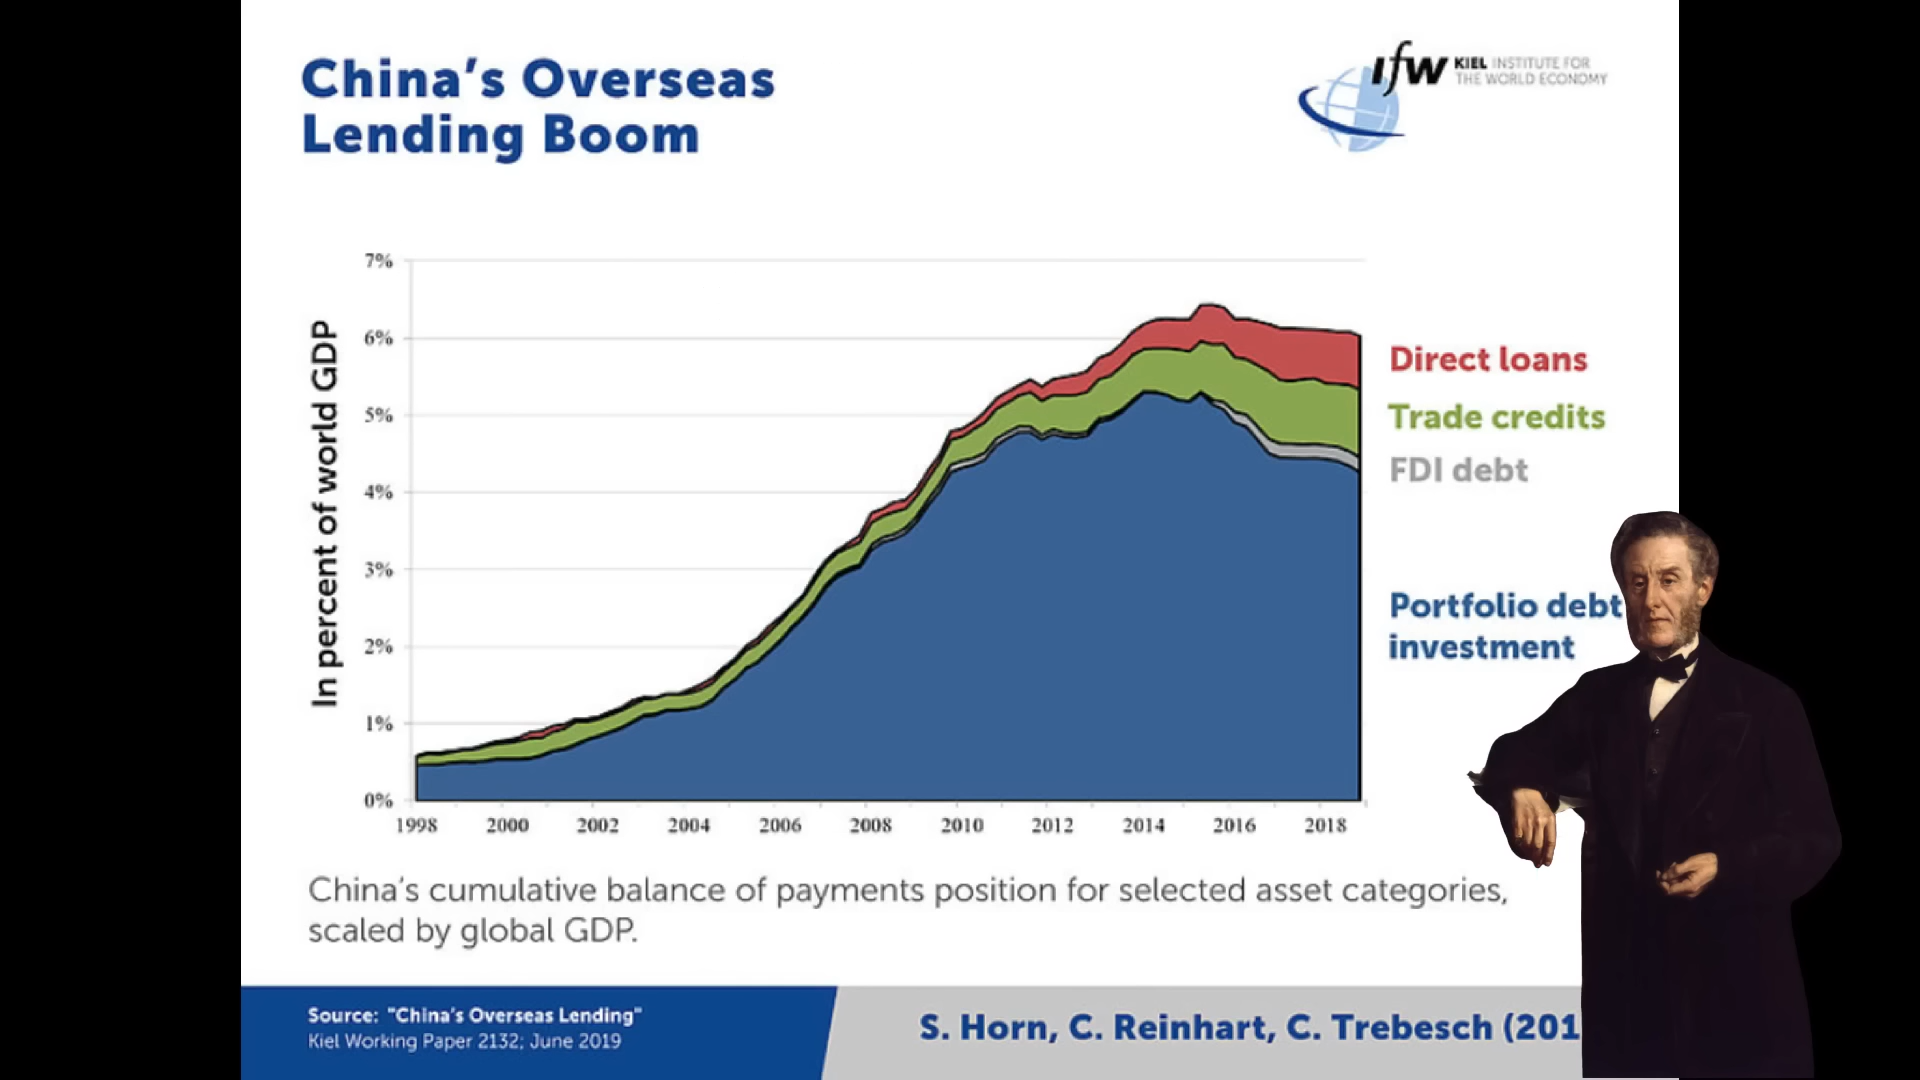 China's Overseas
Lending Boom
IfW KIEL INSTITUTE FOR
THE WORLD ECONOMY
In percent of world GDP
7%
6%
5%
4%
3%
2%
1%
0%
1998 2000 2002 2004 2006 2008 2010 2012 2014 2016 2018
Direct loans
Trade credits
FDI debt
Portfolio debt
investment
China's cumulative balance of payments position for selected asset categories,
scaled by global GDP.
Source: "China's Overseas Lending"
Kiel Working Paper 2132; June 2019
S. Horn, C. Reinhart, C. Trebesch (201